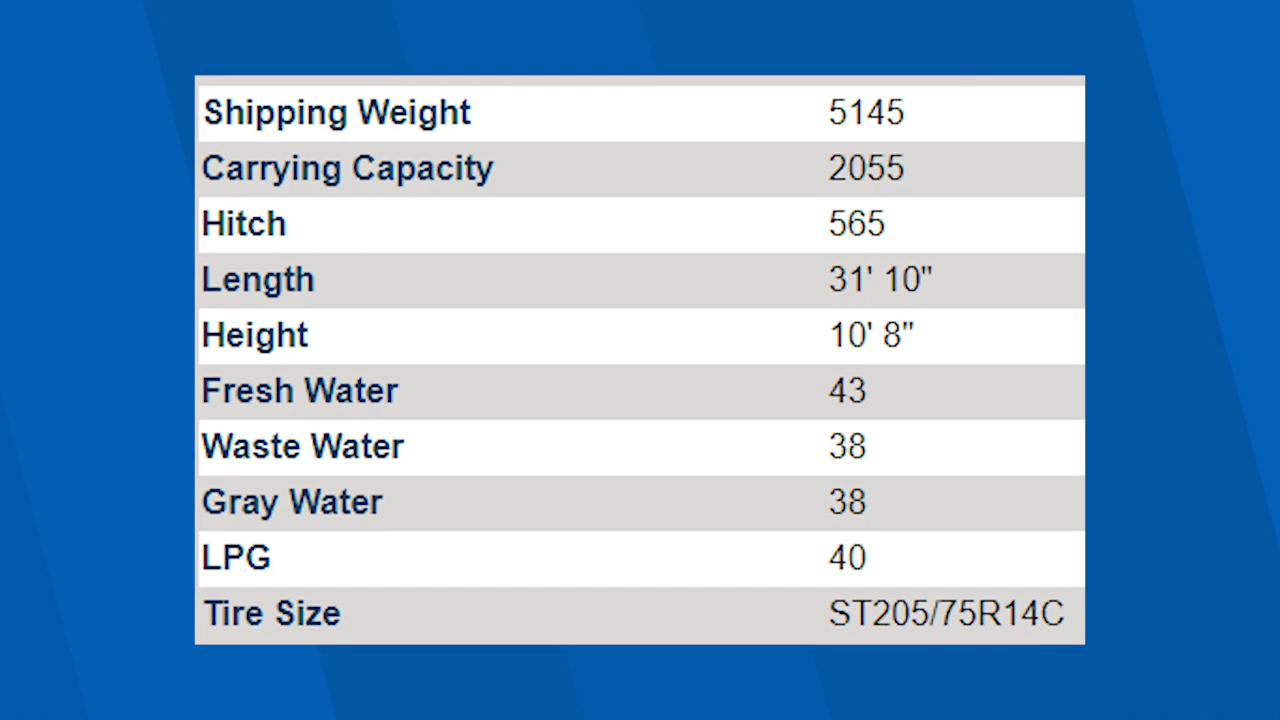 Shipping Weight 5145
Carrying Capacity 2055
Hitch 565
Length 31' 10"
Height 10' 8"
Fresh Water 43
Waste Water 38
Gray Water 38
LPG 40
Tire Size ST205/75R14C